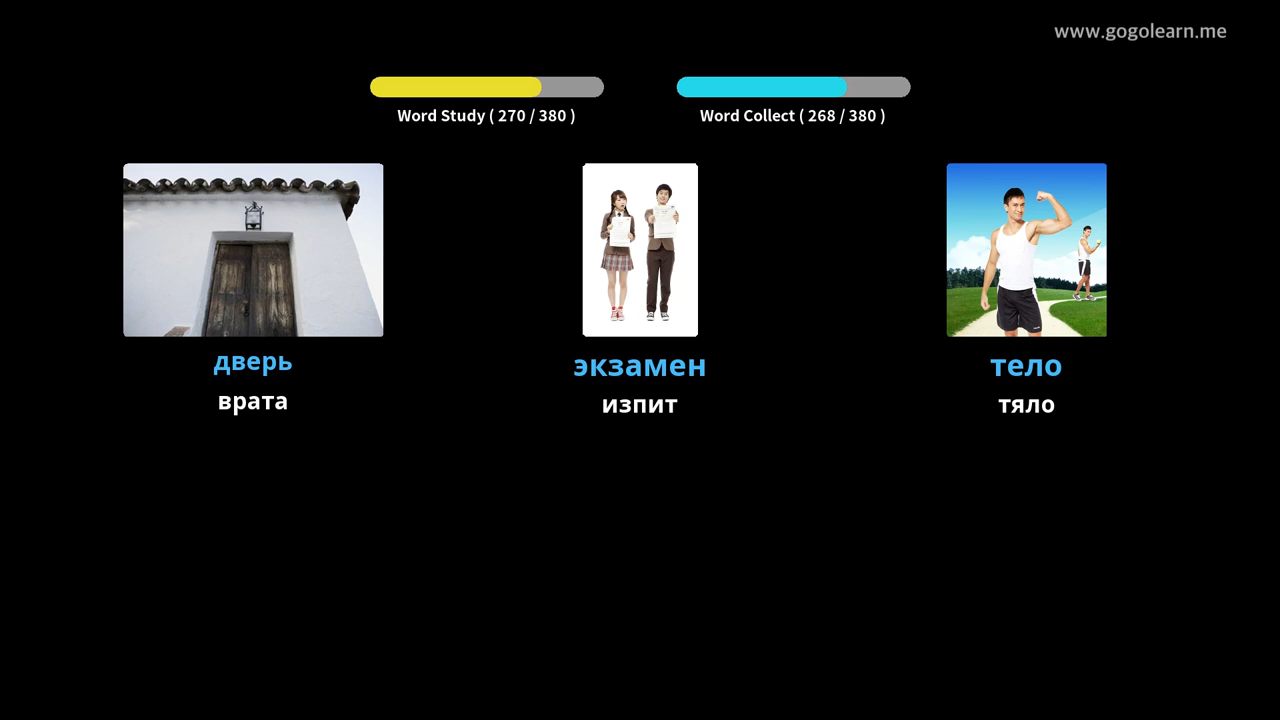 www.gogolearn.me
Word Study ( 270 / 380 )
Word Collect ( 268 / 380 )
дверь
врата
экзамен
изпит
тело
тяло